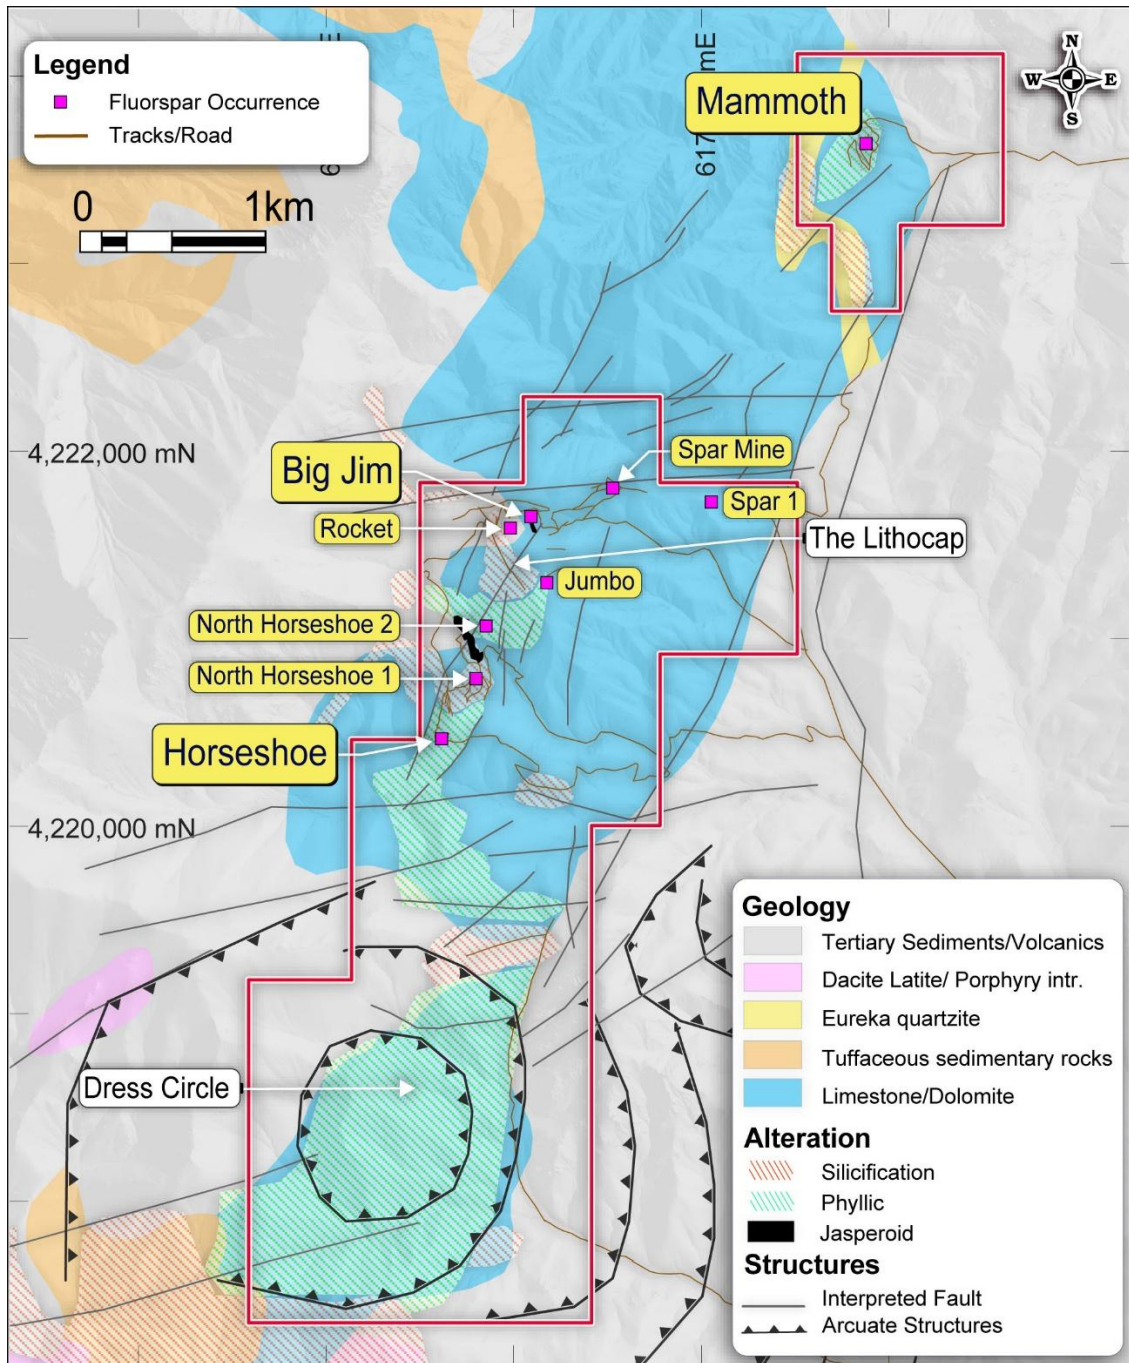 Legend
Fluorspar Occurrence
Tracks/Road
0 1km
N
W E
S
Mammoth
4,222,000 mN
Spar Mine
Big Jim
Spar 1
Rocket
The Lithocap
Jumbo
North Horseshoe 2
North Horseshoe 1
Horseshoe
4,220,000 mN
Dress Circle
Geology
Tertiary Sediments/Volcanics
Dacite Latite/ Porphyry intr.
Eureka quartzite
Tuffaceous sedimentary rocks
Limestone/Dolomite
Alteration
Silicification
Phyllic
Jasperoid
Structures
Interpreted Fault
Arcuate Structures